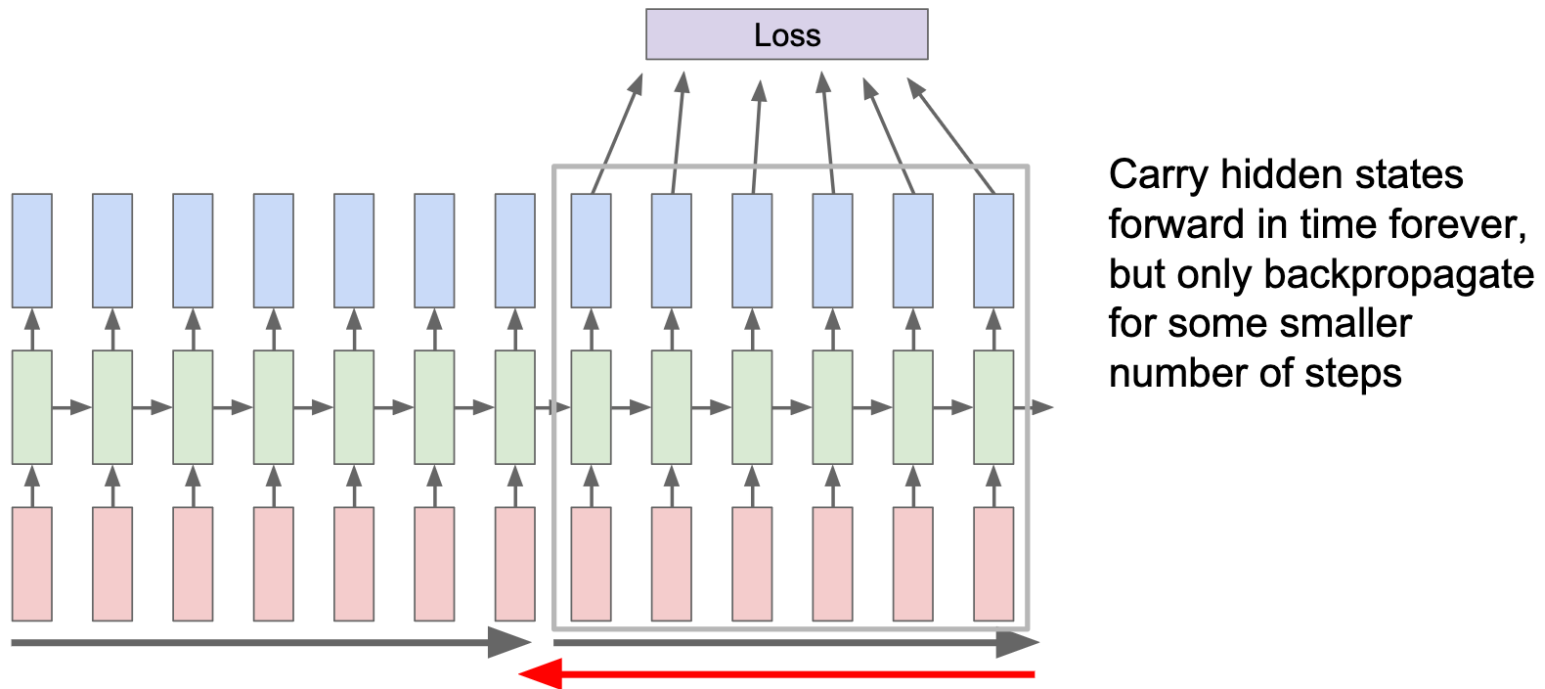 Loss
Carry hidden states
forward in time forever,
but only backpropagate
for some smaller
number of steps